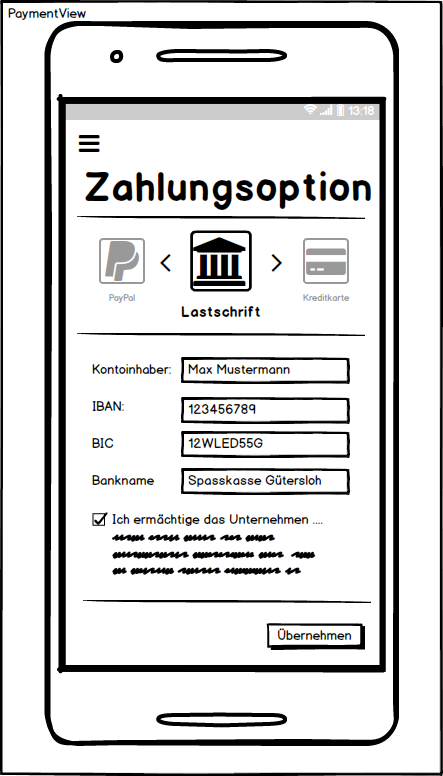 PaymentView
13:18
Zahlungsoption
PayPal
<
>
Kreditkarte
Lastschrift
Kontoinhaber: Max Mustermann
IBAN: 123456789
BIC 12WLED55G
Bankname Spasskasse Gütersloh
Ich ermächtige das Unternehmen ....
Übernehmen